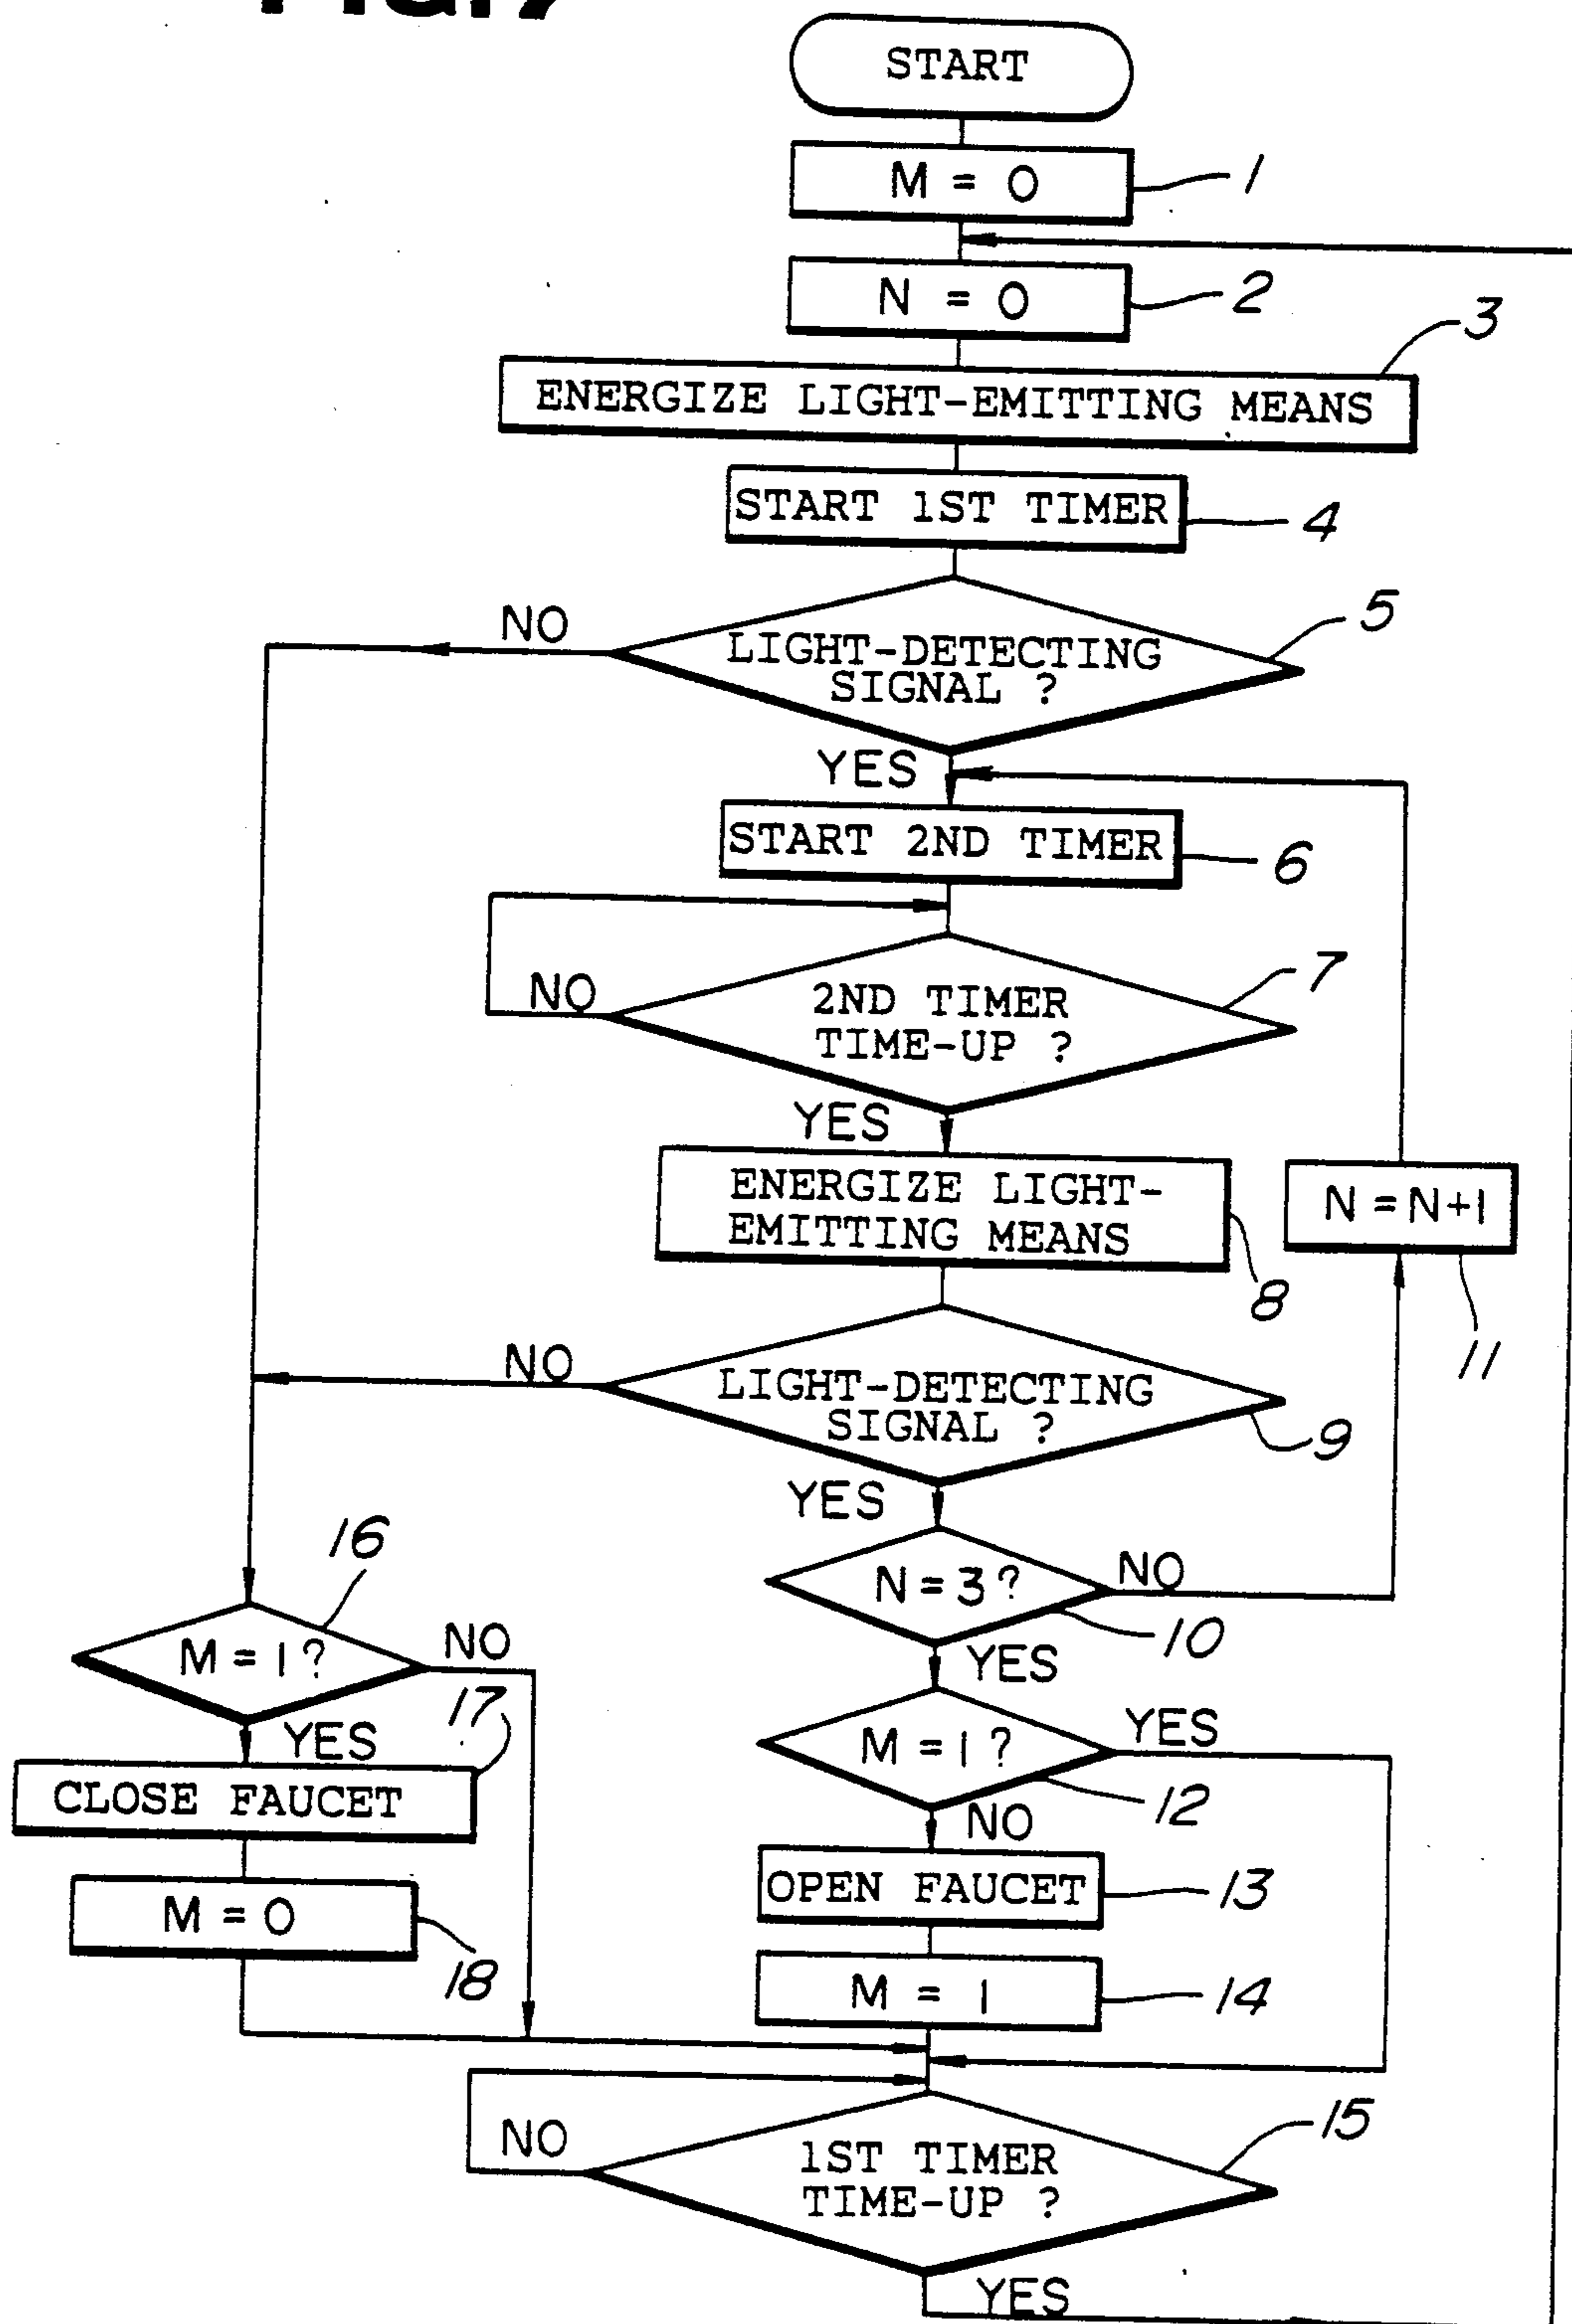 START
M = 0
1
N = 0
2
3
ENERGIZE LIGHT-EMITTING MEANS
START 1ST TIMER
4
5
NO
LIGHT-DETECTING
SIGNAL ?
YES
START 2ND TIMER
6
7
NO
2ND TIMER
TIME-UP ?
YES
ENERGIZE LIGHT-
EMITTING MEANS
8
N = N+1
11
NO
LIGHT-DETECTING
SIGNAL ?
9
YES
16
N = 3 ?
NO
10
M = 1 ?
NO
YES
17
YES
M = 1 ?
YES
12
CLOSE FAUCET
NO
OPEN FAUCET
13
M = 0
18
M = 1
14
15
NO
1ST TIMER
TIME-UP ?
YES